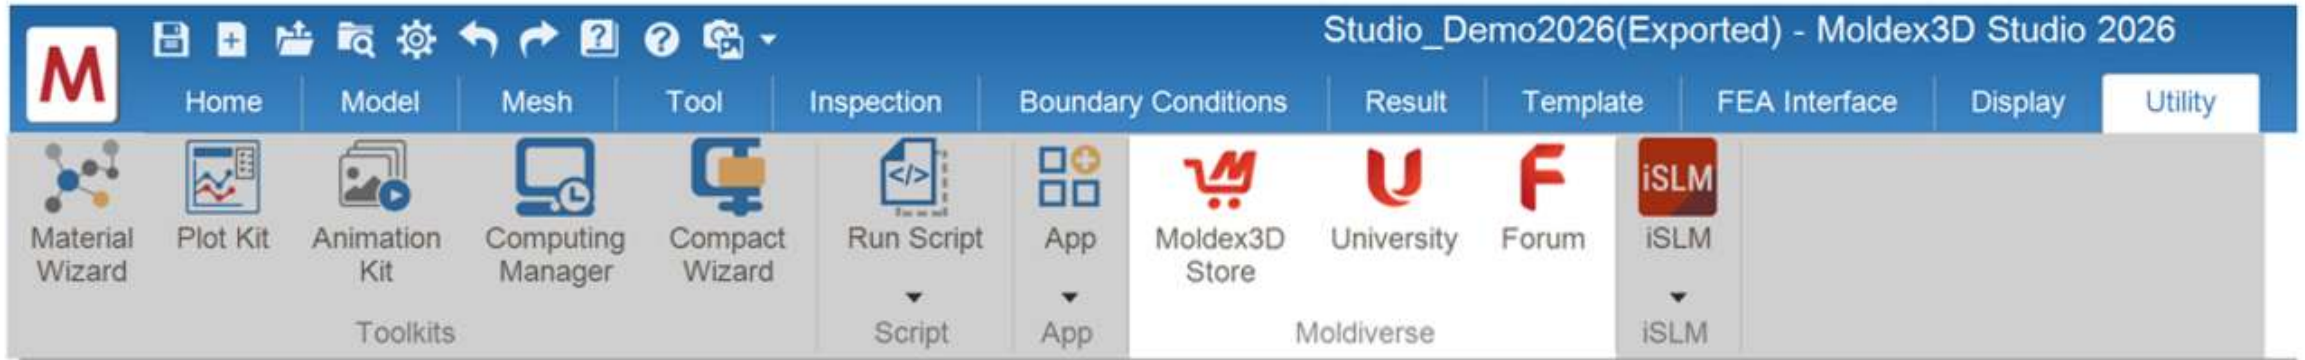 Studio_Demo2026(Exported) - Moldex3D Studio 2026
M
Home Model Mesh Tool Inspection Boundary Conditions Result Template FEA Interface Display Utility
Material Wizard
Plot Kit
Animation Kit
Computing Manager
Compact Wizard
Run Script
App
Moldex3D Store
University
Forum
iSLM
iSLM
Toolkits Script App Moldiverse iSLM